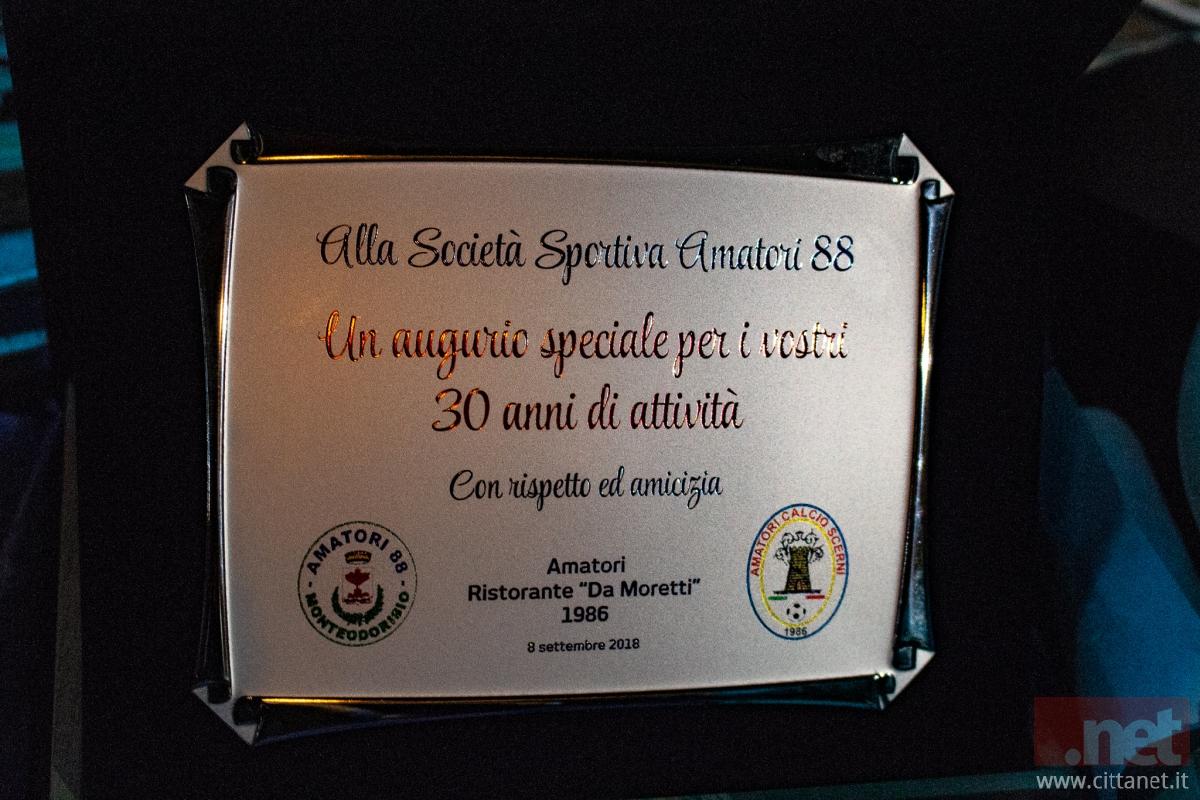 Alla Società Sportiva Amatori 88
Un augurio speciale per i vostri
30 anni di attività
Con rispetto ed amicizia
AMATORI 88
- MONTEODORISIO -
Amatori
Ristorante "Da Moretti"
1986
8 settembre 2018
AMATORI CALCIO SCERNI
1986
.net
www.cittanet.it